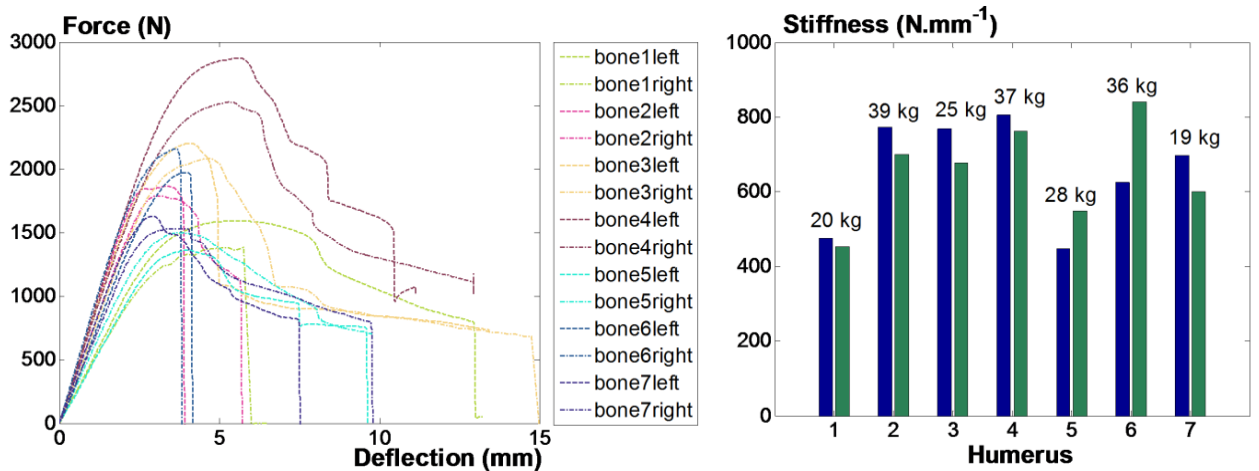 Force (N)
3000
2500
2000
1500
1000
500
0
0
5
10
15
Deflection (mm)
bone1left
bone1right
bone2left
bone2right
bone3left
bone3right
bone4left
bone4right
bone5left
bone5right
bone6left
bone6right
bone7left
bone7right
Stiffness (N.mm⁻¹)
1000
800
600
400
200
0
20 kg
39 kg
25 kg
37 kg
28 kg
36 kg
19 kg
1 2 3 4 5 6 7
Humerus